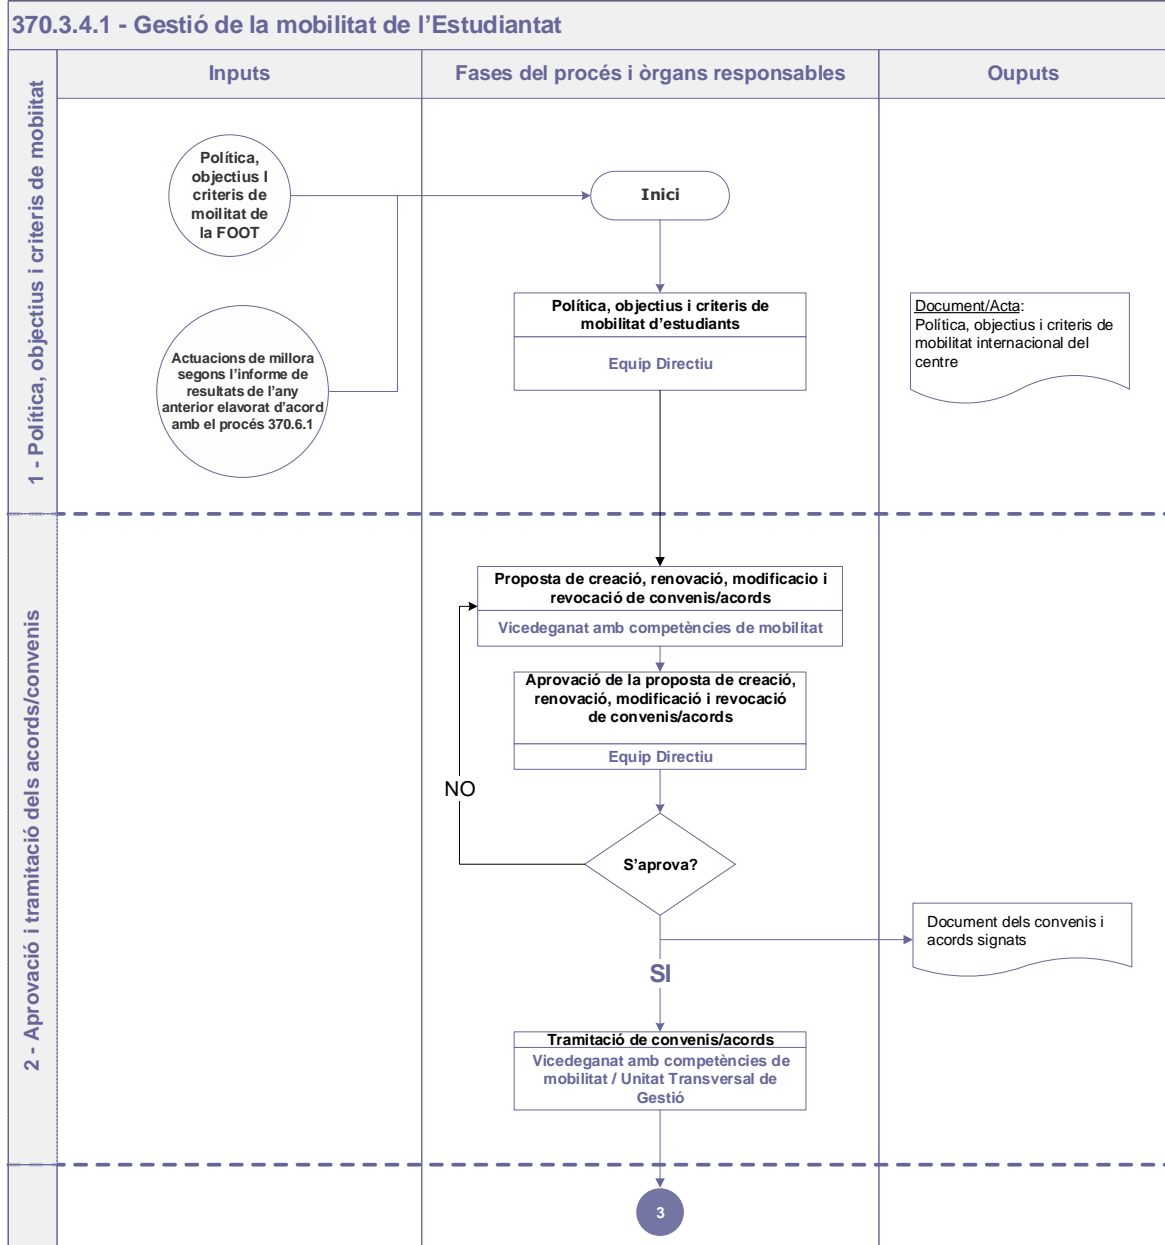 370.3.4.1 - Gestió de la mobilitat de l’Estudiantat
Inputs
Fases del procés i òrgans responsables
Ouputs
1 - Política, objectius i criteris de mobiitat
Política,
objectius I
criteris de
moilitat de
la FOOT
Inici
Actuacions de millora
segons l’informe de
resultats de l’any
anterior elavorat d’acord
amb el procés 370.6.1
Política, objectius i criteris de
mobilitat d’estudiants
Equip Directiu
Document/Acta:
Política, objectius i criteris de
mobilitat internacional del
centre
2 - Aprovació i tramitació dels acords/convenis
Proposta de creació, renovació, modificacio i
revocació de convenis/acords
Vicedeganat amb competències de mobilitat
Aprovació de la proposta de creació,
renovació, modificació i revocació
de convenis/acords
Equip Directiu
NO
S’aprova?
Document dels convenis i
acords signats
SI
Tramitació de convenis/acords
Vicedeganat amb competències de
mobilitat / Unitat Transversal de
Gestió
3